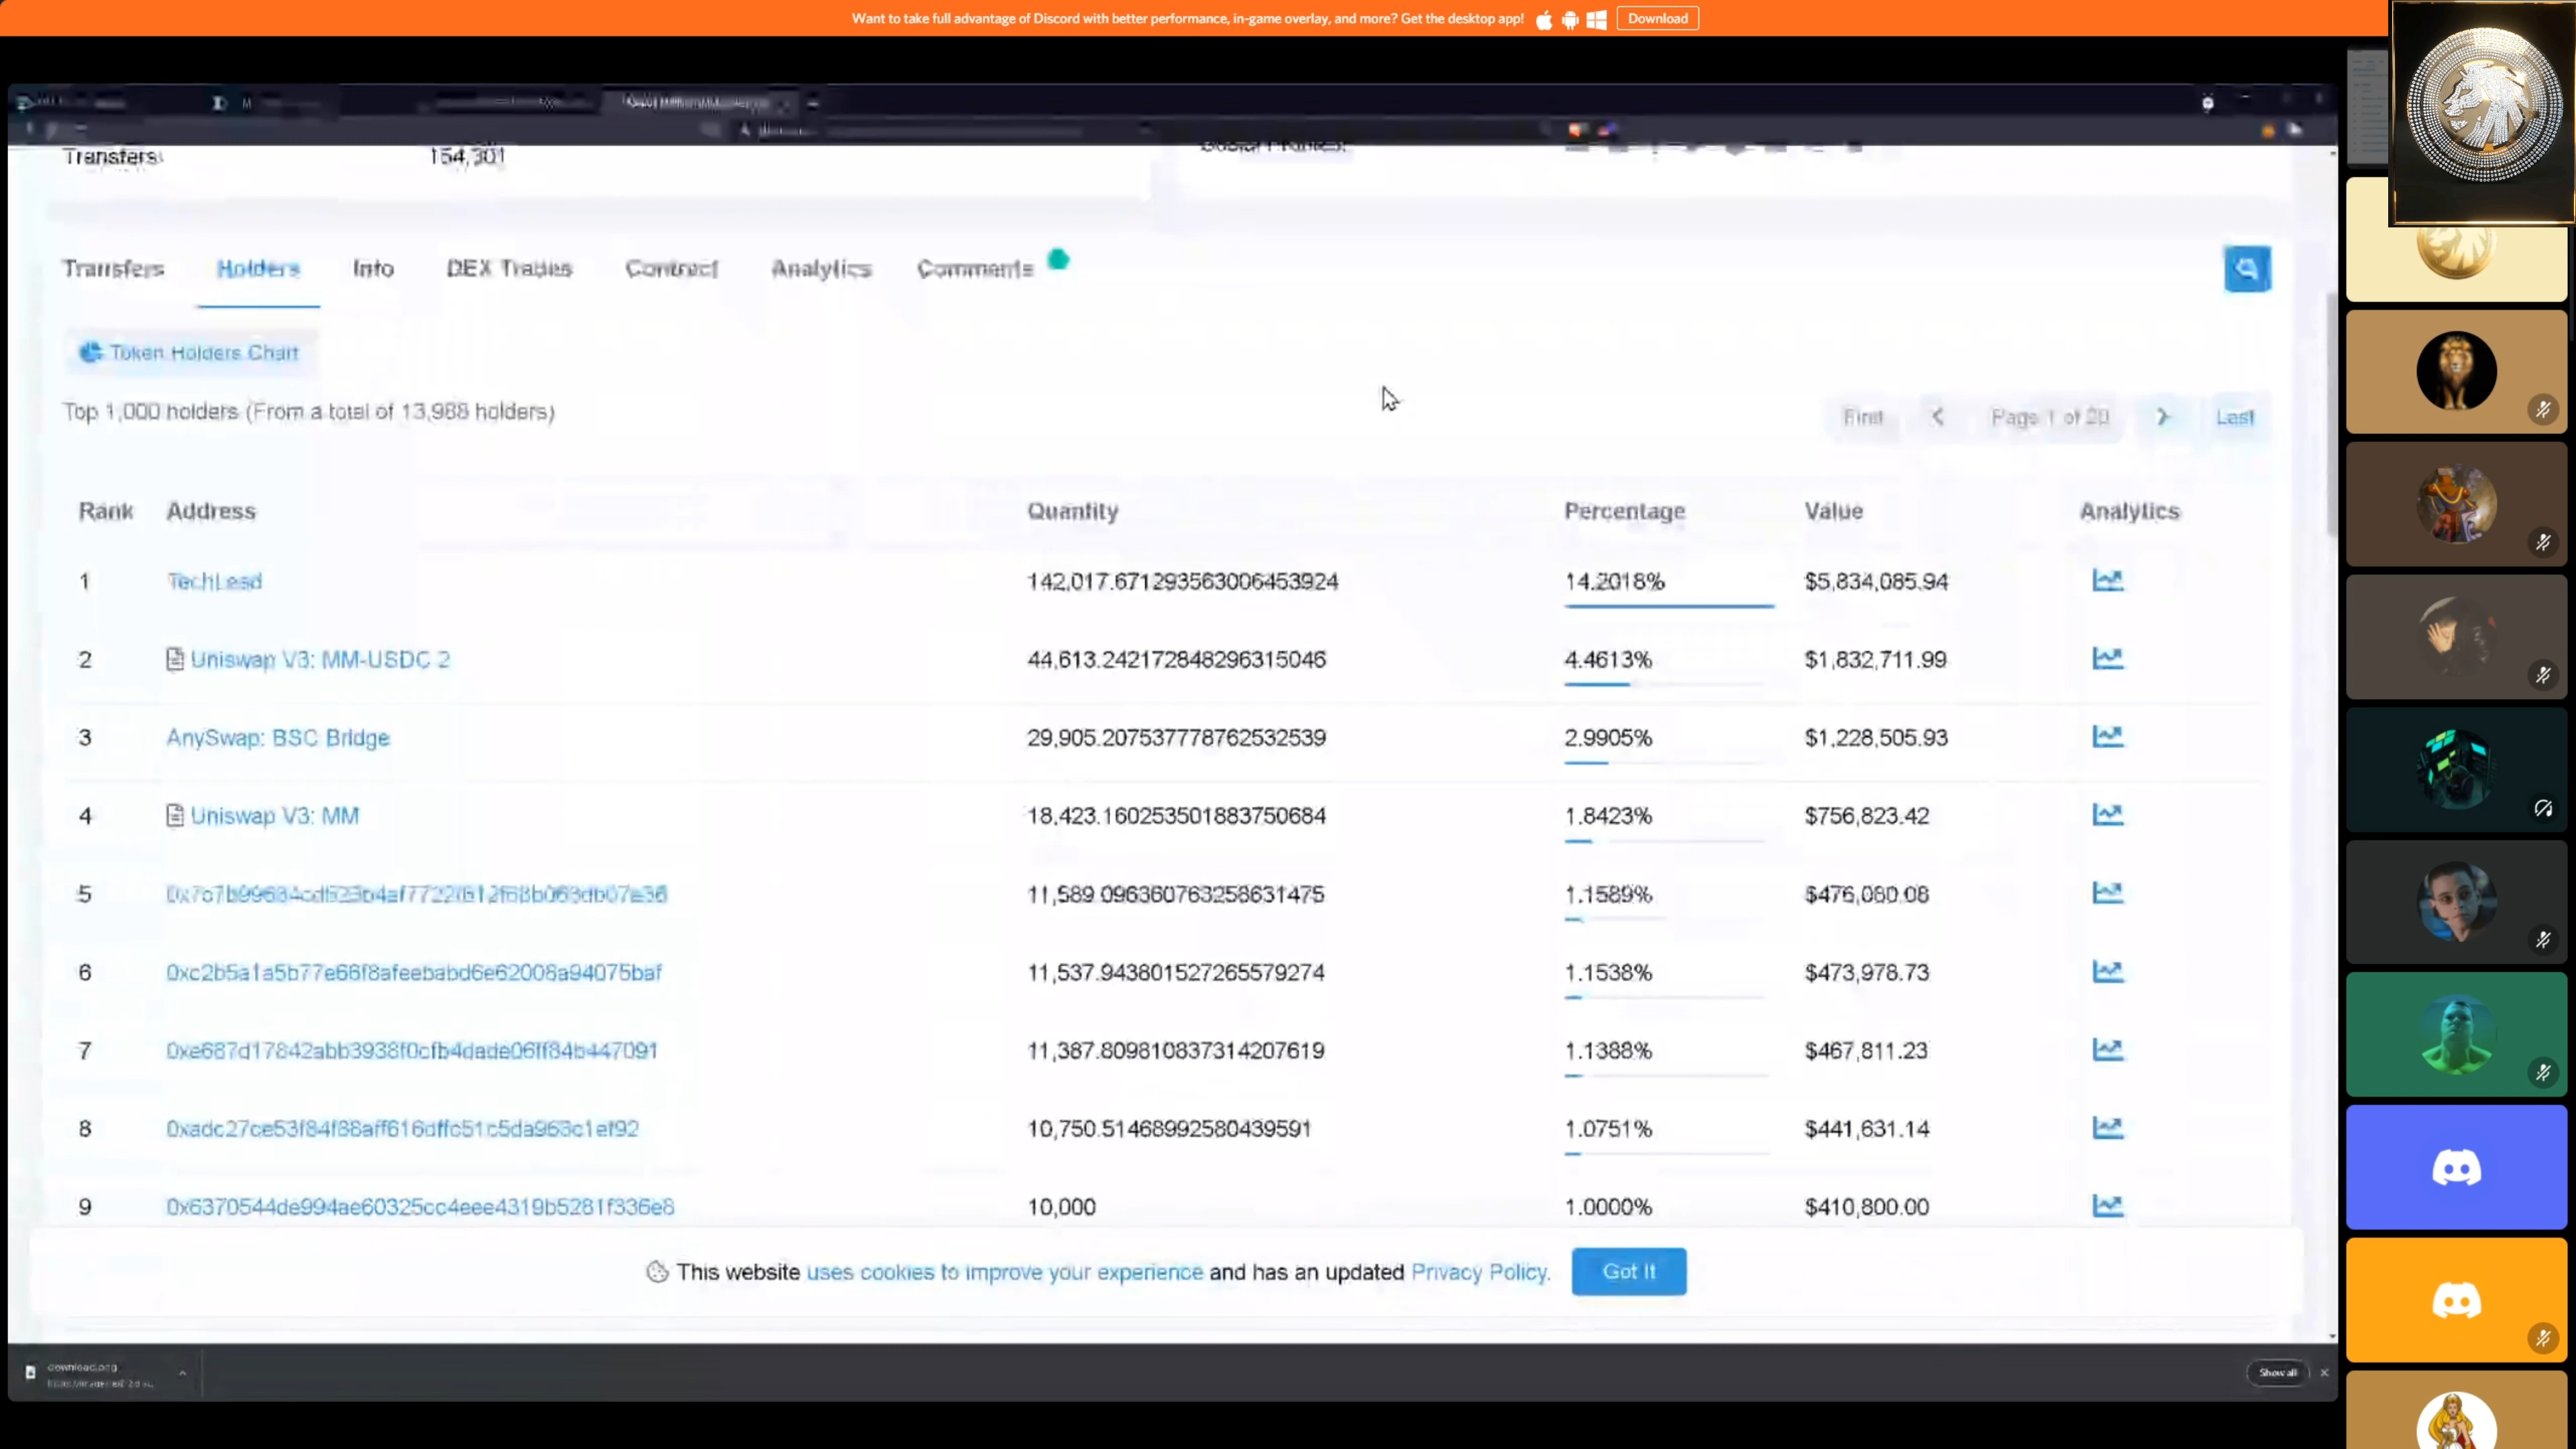 Want to take full advantage of Discord with better performance, in-game overlay, and more? Get the desktop app! Download
Transfers 154,301
Transfers Holders Info DEX Trades Contract Analytics Comments
Token Holders Chart
Top 1,000 holders (From a total of 13,988 holders)
First Page 1 of 20 Last
Rank Address Quantity Percentage Value Analytics
1 TechLead 142,017.671293563006453924 14.2018% $5,834,085.94
2 Uniswap V3: MM-USDC 2 44,613.242172848296315046 4.4613% $1,832,711.99
3 AnySwap: BSC Bridge 29,905.207537778762532539 2.9905% $1,228,505.93
4 Uniswap V3: MM 18,423.160253501883750684 1.8423% $756,823.42
5 11,589.096360763258631475 1.1589% $476,080.08
6 0xc2b5a1a5b77e66f8afeebabd6e62008a94075baf 11,537.943801527265579274 1.1538% $473,978.73
7 0xe687d17842abb3938f0cfb4dade06ff84b447091 11,387.809810837314207619 1.1388% $467,811.23
8 10,750.51468992580439591 1.0751% $441,631.14
9 0x6370544de994ae60325cc4eee4319b5281f336e8 10,000 1.0000% $410,800.00
This website uses cookies to improve your experience and has an updated Privacy Policy. Got It
download.png
Show all